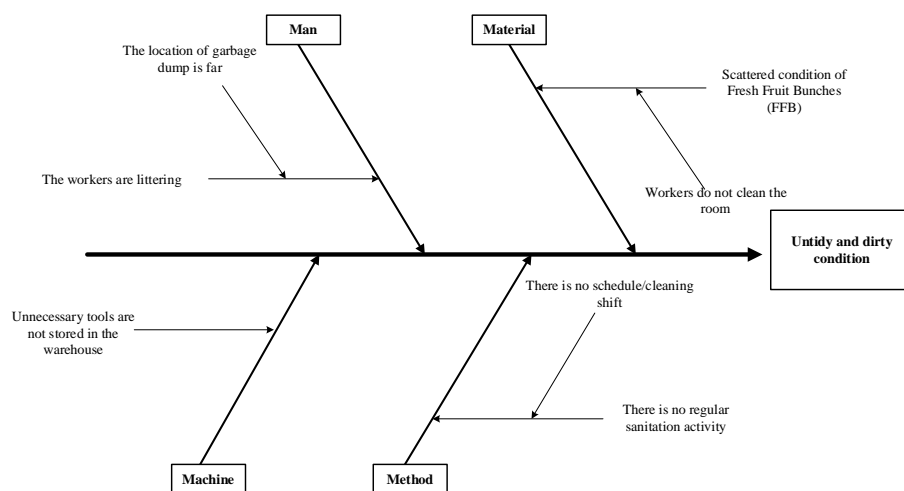 Man
Material
The location of garbage
dump is far
Scattered condition of
Fresh Fruit Bunches
(FFB)
The workers are littering
Workers do not clean the
room
Untidy and dirty
condition
There is no schedule/cleaning
shift
Unnecessary tools are
not stored in the
warehouse
There is no regular
sanitation activity
Machine
Method